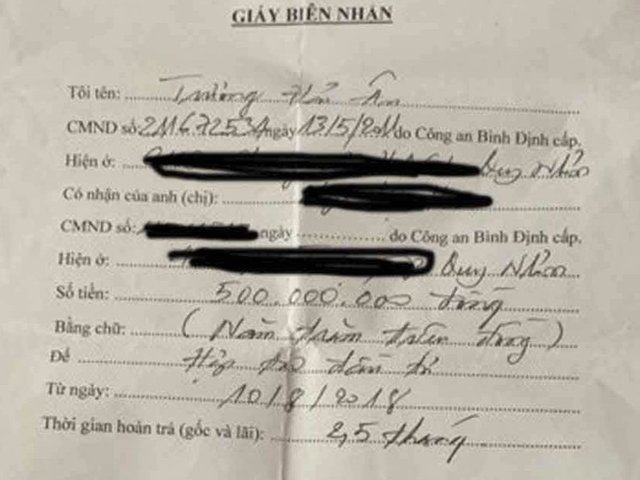 GIẤY BIÊN NHẬN
Tôi tên: Trương
CMND số: 211672534 ngày 13/5/2011 do Công an Bình Định cấp.
Hiện ở: Quy Nhơn
Có nhận của anh (chị):
CMND số: ngày do Công an Bình Định cấp.
Hiện ở: Quy Nhơn
Số tiền: 500.000.000 đồng
Bằng chữ: (Năm trăm triệu đồng)
Để đầu tư
Từ ngày: 10/8/2018
Thời gian hoàn trả (gốc và lãi): 2,5 tháng